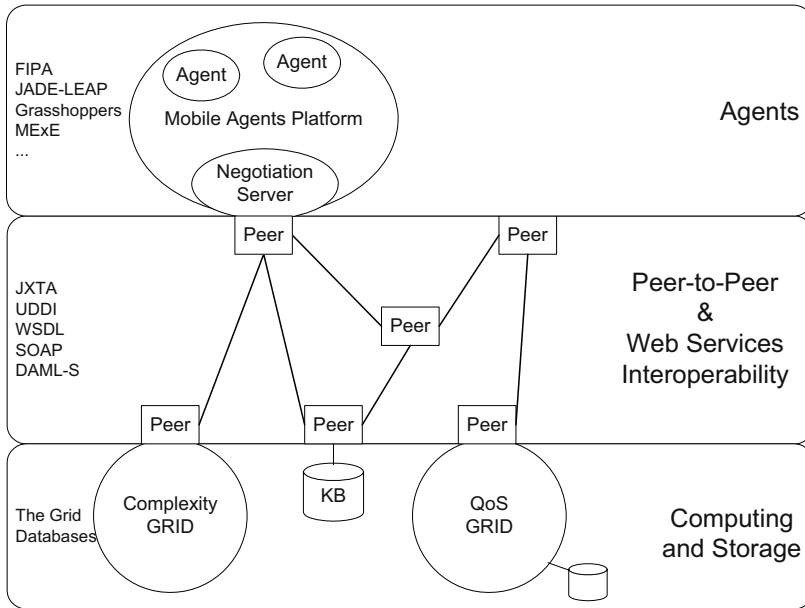 FIPA
JADE-LEAP
Grasshoppers
MExE
...
Agent
Agent
Mobile Agents Platform
Negotiation
Server
Agents
Peer
Peer
JXTA
UDDI
WSDL
SOAP
DAML-S
Peer
Peer-to-Peer
&
Web Services
Interoperability
Peer
Peer
Peer
The Grid
Databases
Complexity
GRID
KB
QoS
GRID
Computing
and Storage